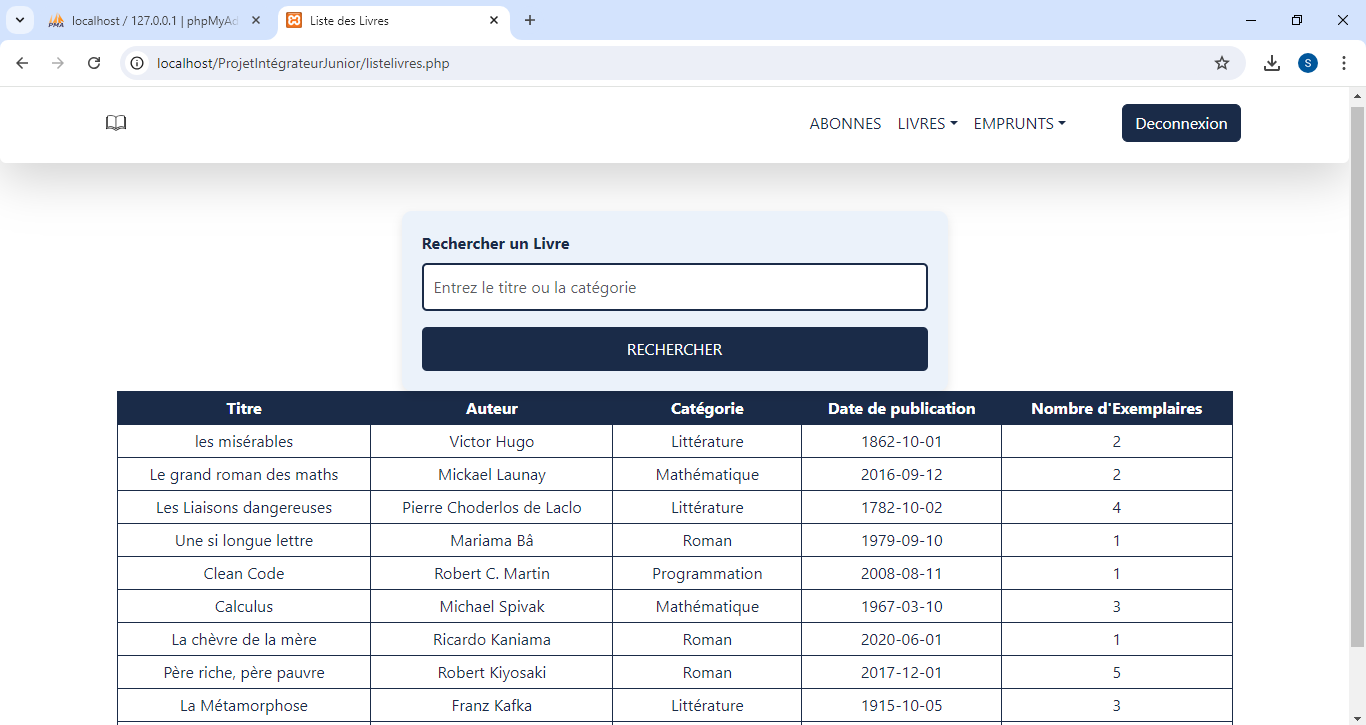 localhost / 127.0.0.1 | phpMyAd
Liste des Livres
localhost/ProjetIntégrateurJunior/listelivres.php
S
ABONNES LIVRES EMPRUNTS Deconnexion
Rechercher un Livre
Entrez le titre ou la catégorie
RECHERCHER
Titre Auteur Catégorie Date de publication Nombre d'Exemplaires
les misérables Victor Hugo Littérature 1862-10-01 2
Le grand roman des maths Mickael Launay Mathématique 2016-09-12 2
Les Liaisons dangereuses Pierre Choderlos de Laclo Littérature 1782-10-02 4
Une si longue lettre Mariama Bâ Roman 1979-09-10 1
Clean Code Robert C. Martin Programmation 2008-08-11 1
Calculus Michael Spivak Mathématique 1967-03-10 3
La chèvre de la mère Ricardo Kaniama Roman 2020-06-01 1
Père riche, père pauvre Robert Kiyosaki Roman 2017-12-01 5
La Métamorphose Franz Kafka Littérature 1915-10-05 3